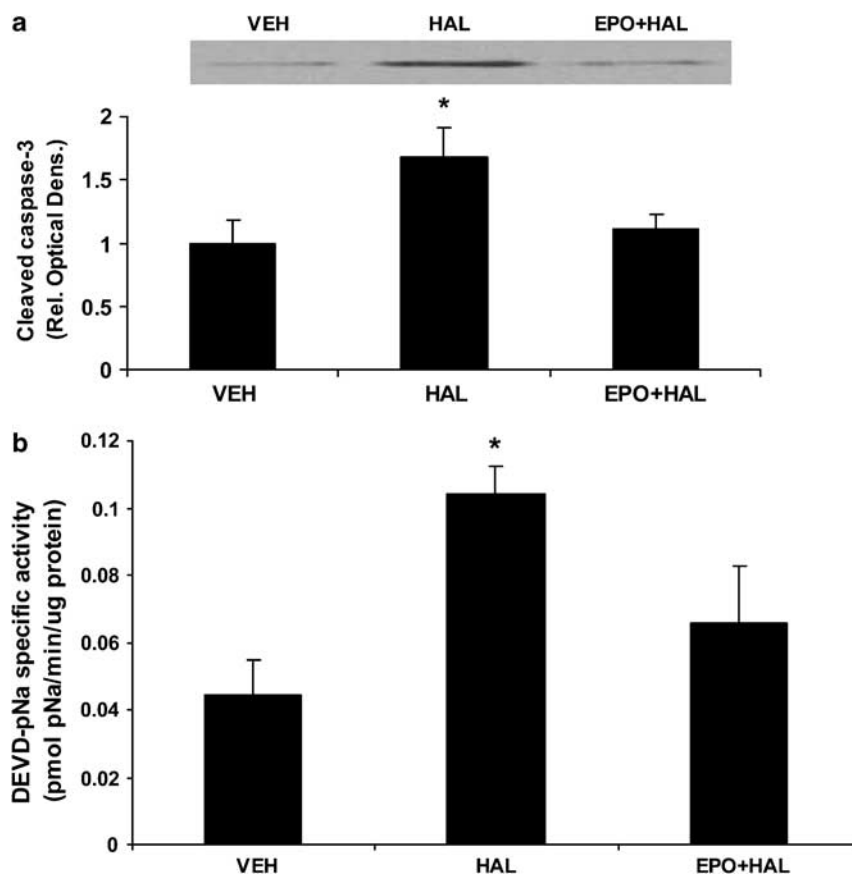 a
VEH HAL EPO+HAL
*
Cleaved caspase-3
(Rel. Optical Dens.)
2
1.5
1
0.5
0
VEH HAL EPO+HAL
b
*
DEVD-pNa specific activity
(pmol pNa/min/ug protein)
0.12
0.1
0.08
0.06
0.04
0.02
0
VEH HAL EPO+HAL